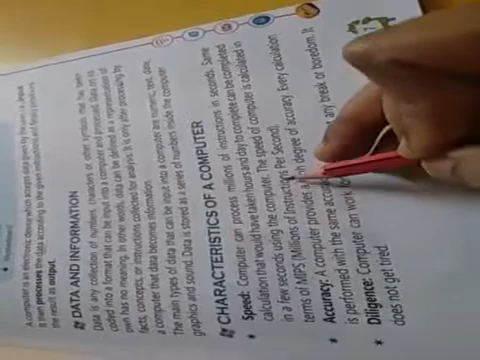 A computer is an electronic device which accepts data given by the user as input.
It then processes the data according to the given instructions and
the result as output.
DATA AND INFORMATION
Data is any collection of numbers, characters or other symbols that has been
coded into a format that can be input into a computer and processed. Data on its
own has no meaning. In other words, data can be defined as a representation of
facts, concepts, or instructions collected for analysis. It is only after processing by
a computer that data becomes information.
The main types of data that can be input into a computer are numeric, text, date,
graphics and sound. Data is stored as a series of numbers inside the computer
CHARACTERISTICS OF A COMPUTER
* Speed: Computer can process millions of instructions in seconds. Same
calculation that would have taken hours and day to complete can be completed
in a few seconds using the computer. The speed of computer is calculated in
terms of MIPS (Millions of Instructions Per Second)
* Accuracy: A computer provides a high degree of accuracy. Every calculation
is performed with the same accuracy
* Diligence: Computer can work for any break or boredom. It
does not get tired